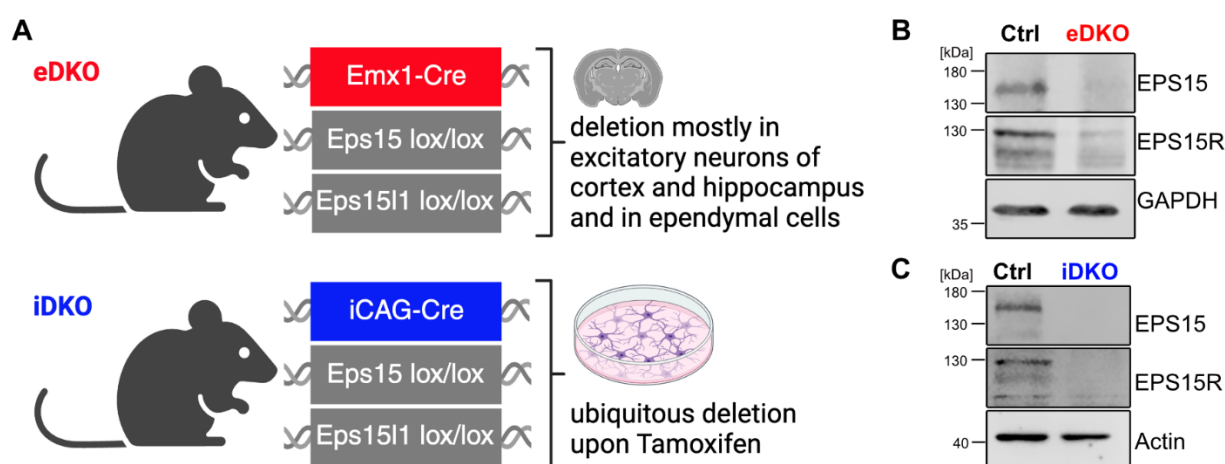 A
eDKO
Emx1-Cre
Eps15 lox/lox
Eps15l1 lox/lox
deletion mostly in
excitatory neurons of
cortex and hippocampus
and in ependymal cells
iDKO
iCAG-Cre
Eps15 lox/lox
Eps15l1 lox/lox
ubiquitous deletion
upon Tamoxifen
B
Ctrl eDKO
[kDa]
180
130
EPS15
130
EPS15R
35
GAPDH
C
Ctrl iDKO
[kDa]
180
130
EPS15
130
EPS15R
40
Actin